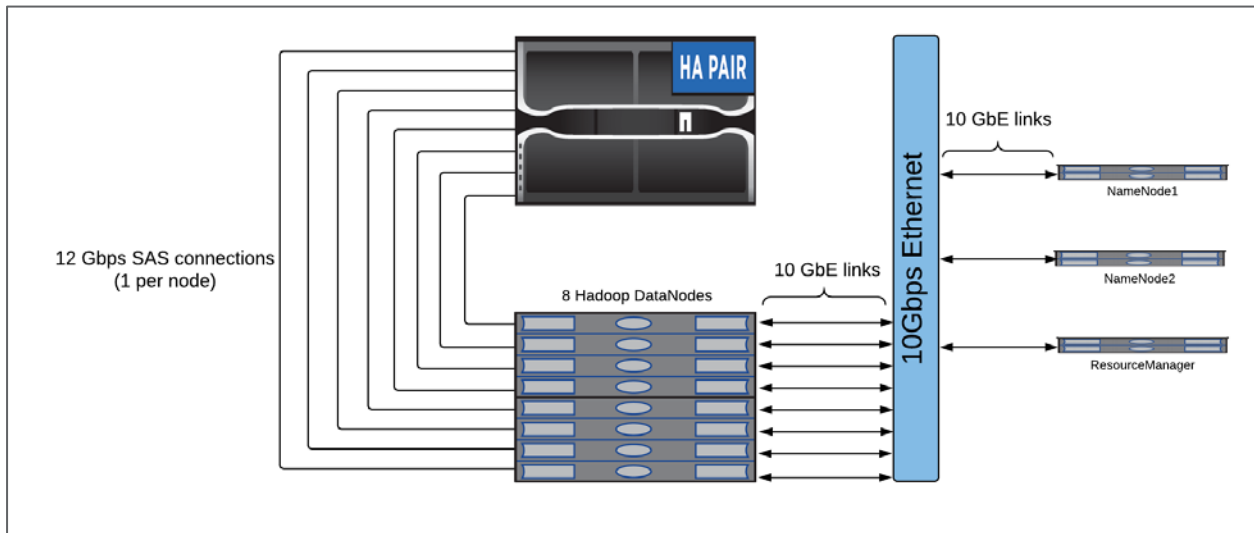 HA PAIR
12 Gbps SAS connections
(1 per node)
8 Hadoop DataNodes
10 GbE links
10Gbps Ethernet
10 GbE links
NameNode1
NameNode2
ResourceManager